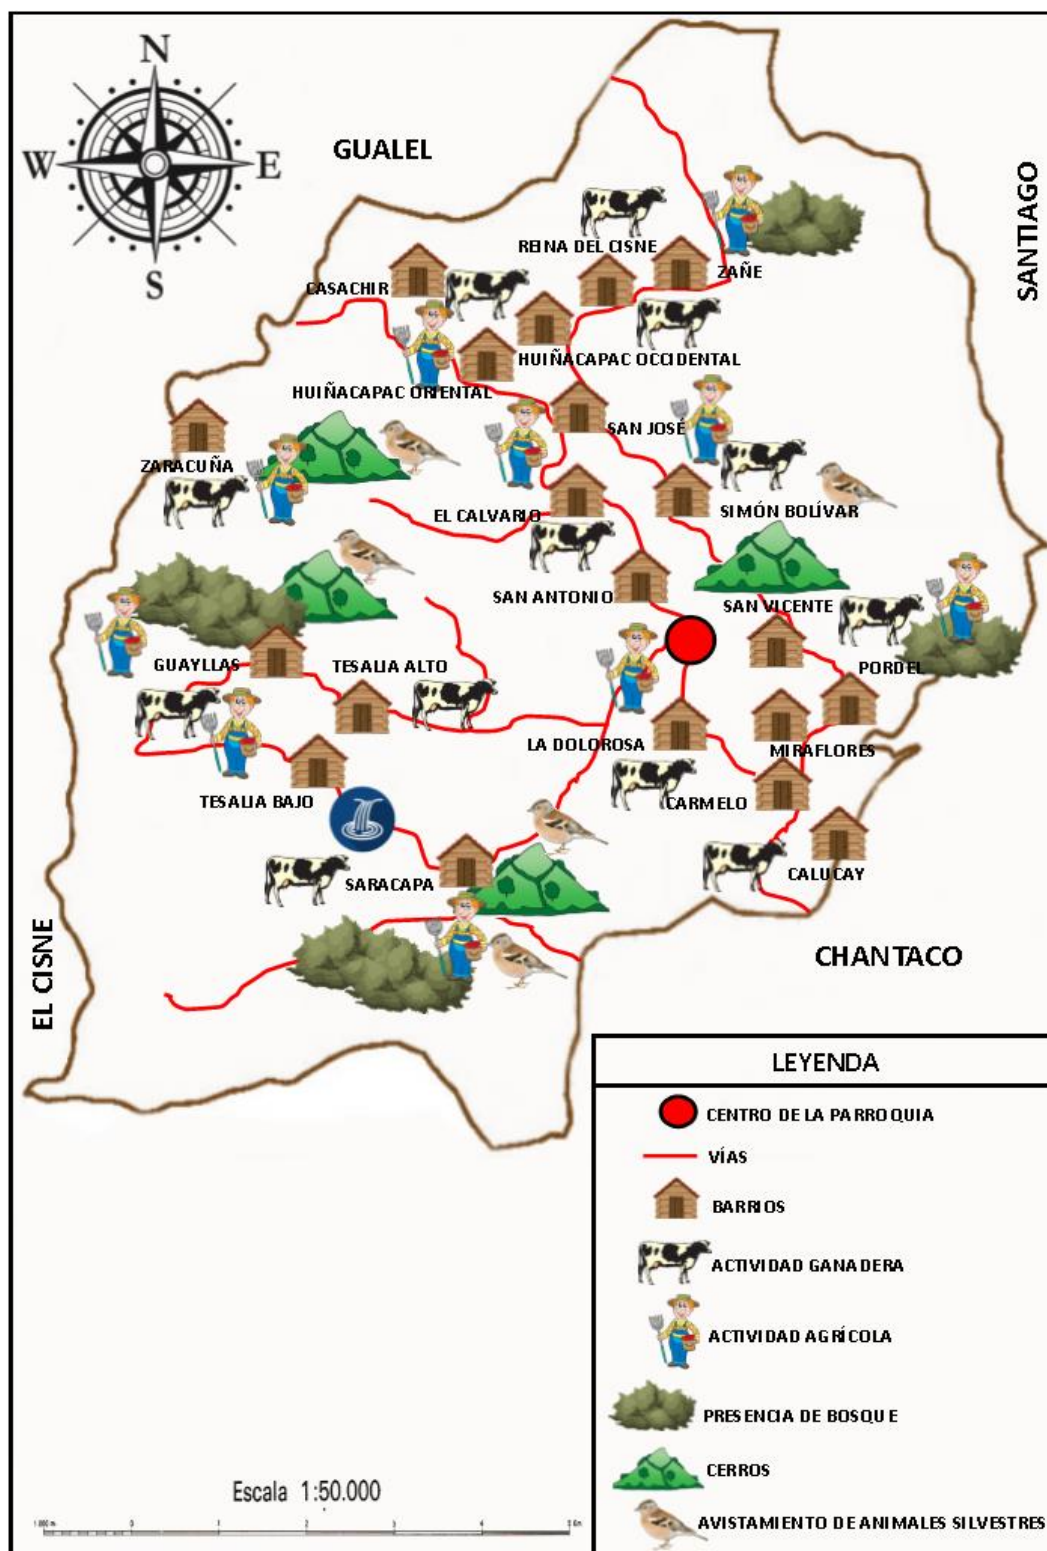 N
GUALEL
W
E
SANTIAGO
S
REINA DEL CISNE
ZAÑE
CASACHIR
HUIÑACAPAC OCCIDENTAL
HUIÑACAPAC ORIENTAL
SAN JOSÉ
ZARACUÑA
EL CALVARIO
SIMÓN BOLÍVAR
SAN ANTONIO
SAN VICENTE
GUAYLLAS
TESALIA ALTO
PORDEL
LA DOLOROSA
MIRAFLORES
TESALIA BAJO
CARMELO
SARACAPA
CALUCAY
EL CISNE
CHANTACO
LEYENDA
CENTRO DE LA PARROQUIA
VÍAS
BARRIOS
ACTIVIDAD GANADERA
ACTIVIDAD AGRÍCOLA
PRESENCIA DE BOSQUE
CERROS
AVISTAMIENTO DE ANIMALES SILVESTRES
Escala 1:50.000
0 1 2 3 4